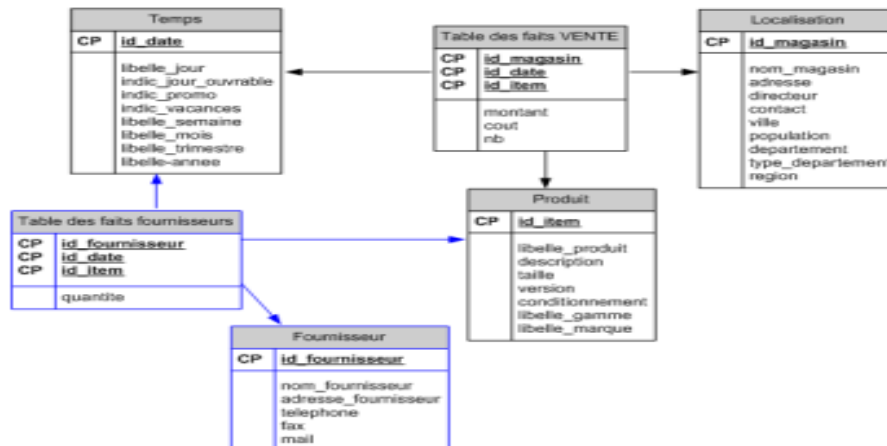 Temps
CP id_date
libelle_jour
indic_jour_ouvrable
indic_promo
indic_vacances
libelle_semaine
libelle_mois
libelle_trimestre
libelle-annee
Table des faits VENTE
CP id_magasin
CP id_date
CP id_item
montant
cout
nb
Localisation
CP id_magasin
nom_magasin
adresse
directeur
contact
ville
population
departement
type_departement
region
Table des faits fournisseurs
CP id_fournisseur
CP id_date
CP id_item
quantite
Produit
CP id_item
libelle_produit
description
taille
version
conditionnement
libelle_gamme
libelle_marque
Fournisseur
CP id_fournisseur
nom_fournisseur
adresse_fournisseur
telephone
fax
mail